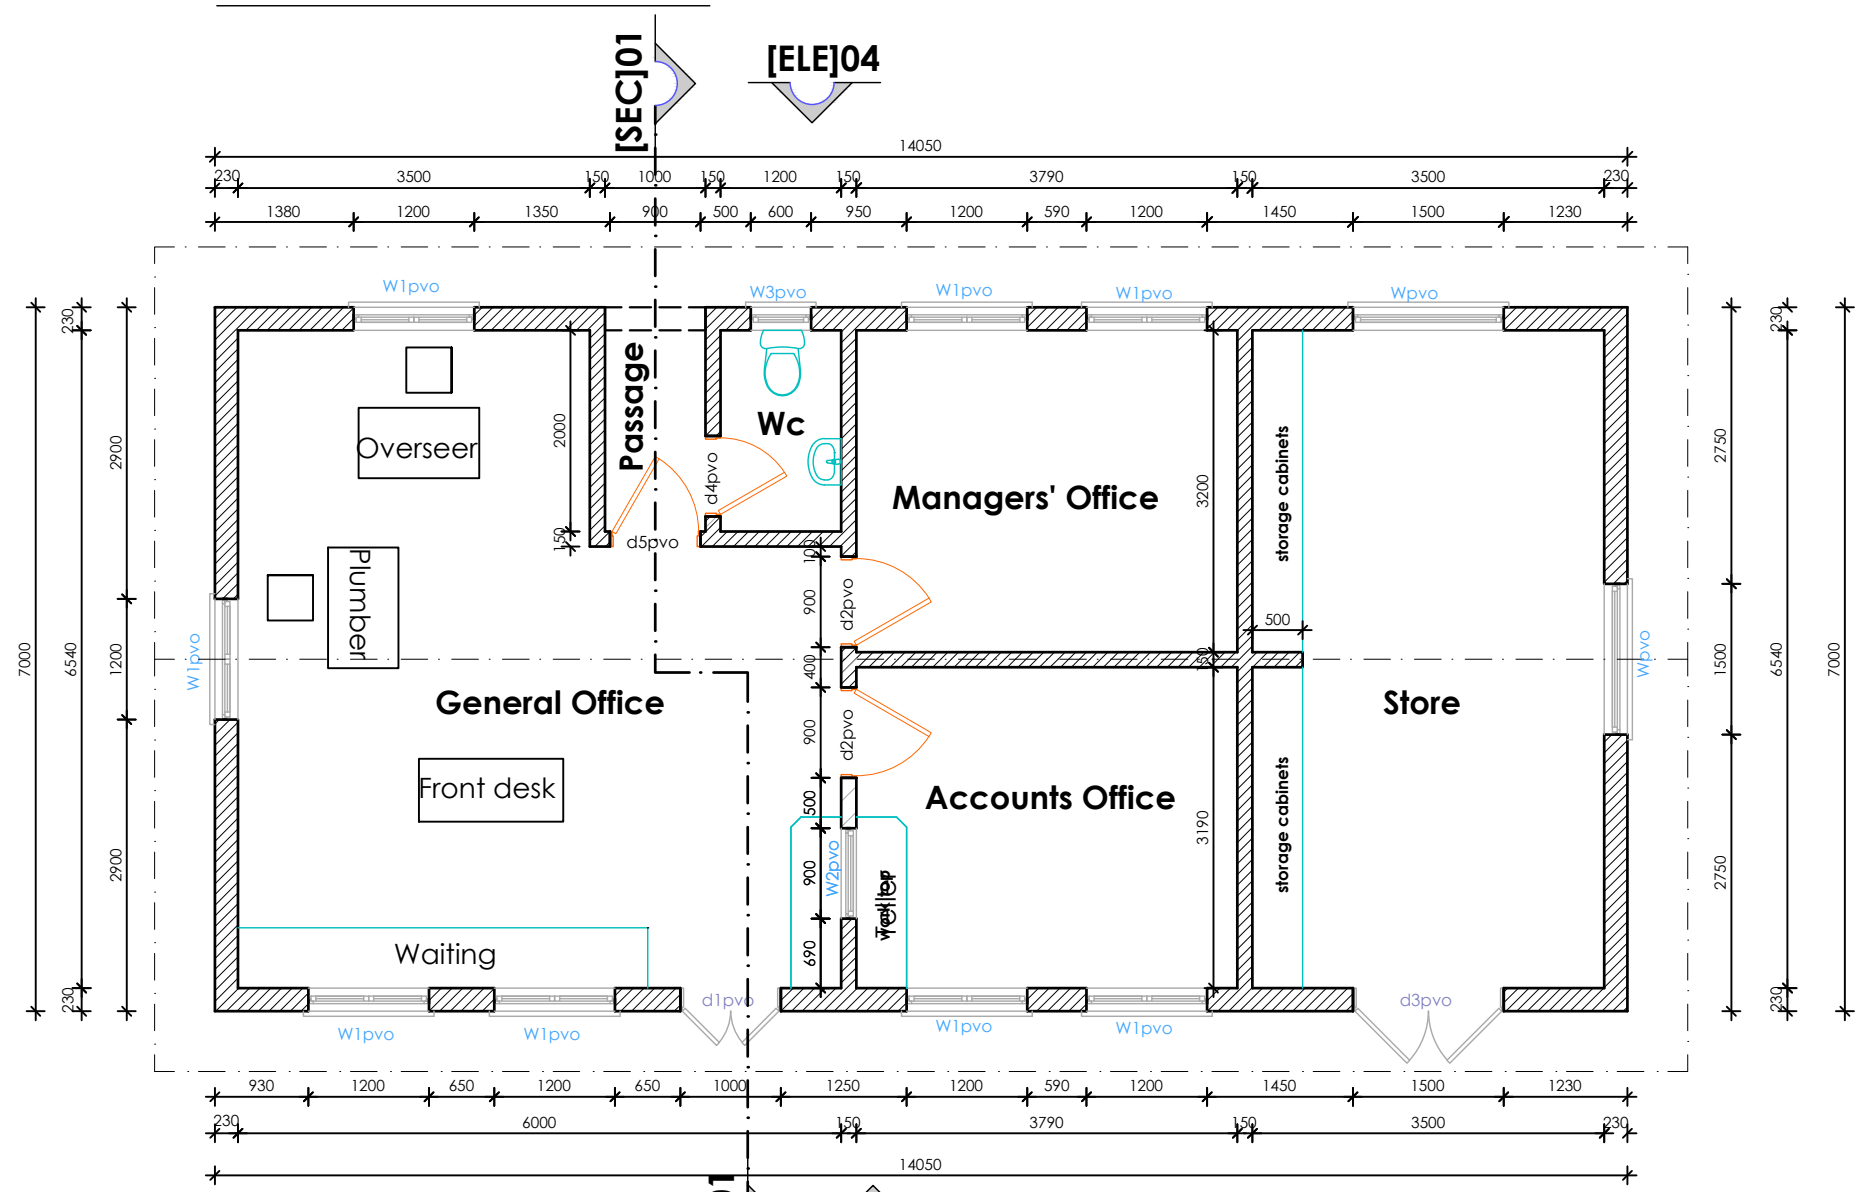 [SEC]01
[ELE]04
14050
230 3500 150 1000 150 1200 150 3790 150 3500 230
1380 1200 1350 900 500 600 950 1200 590 1200 1450 1500 1230
W1pvo W3pvo W1pvo W1pvo Wpvo
7000
6540
230
230
2900
1200
2900
W1pvo
Overseer
2000
150
Passage
Wc
d4pvo
d5pvo
Plumber
General Office
Front desk
Waiting
Managers' Office
3200
100
900
d2pvo
400
150
900
d2pvo
500
900
W2pvo
690
Teller
Accounts Office
3190
storage cabinets
500
storage cabinets
Store
Wpvo
2750
1500
2750
230
6540
230
7000
d1pvo
d3pvo
W1pvo W1pvo W1pvo W1pvo
930 1200 650 1200 650 1000 1250 1200 590 1200 1450 1500 1230
230 6000 150 3790 150 3500 230
14050
01